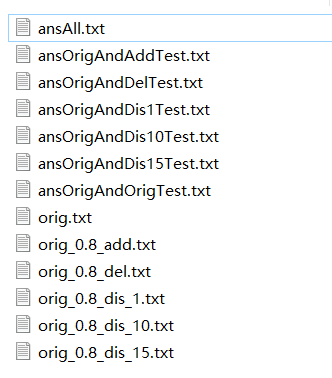 ansAll.txt
ansOrigAndAddTest.txt
ansOrigAndDelTest.txt
ansOrigAndDis1Test.txt
ansOrigAndDis10Test.txt
ansOrigAndDis15Test.txt
ansOrigAndOrigTest.txt
orig.txt
orig_0.8_add.txt
orig_0.8_del.txt
orig_0.8_dis_1.txt
orig_0.8_dis_10.txt
orig_0.8_dis_15.txt